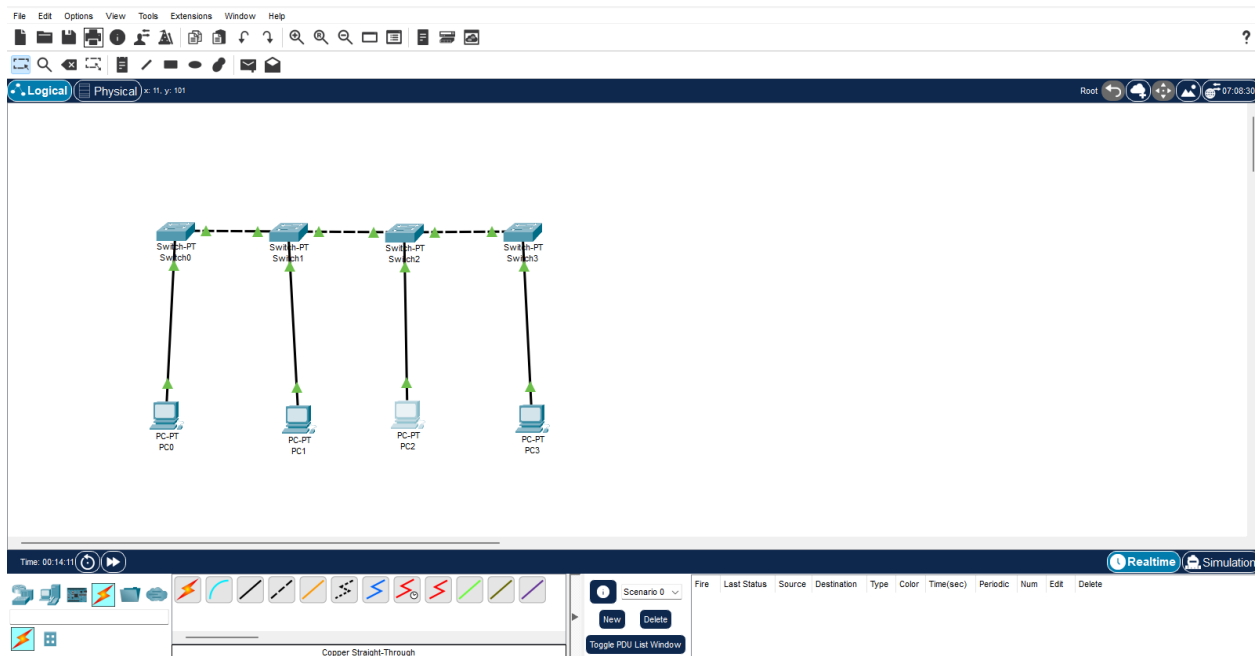 File Edit Options View Tools Extensions Window Help
?
Logical Physical x: 11, y: 101 Root 07:08:30
Switch-PT Switch-PT Switch-PT Switch-PT
Switch0 Switch1 Switch2 Switch3
PC-PT PC-PT PC-PT PC-PT
PC0 PC1 PC2 PC3
Time: 00:14:11 Realtime Simulation
Scenario 0 Fire Last Status Source Destination Type Color Time(sec) Periodic Num Edit Delete
New Delete
Toggle PDU List Window
Copper Straight-Through